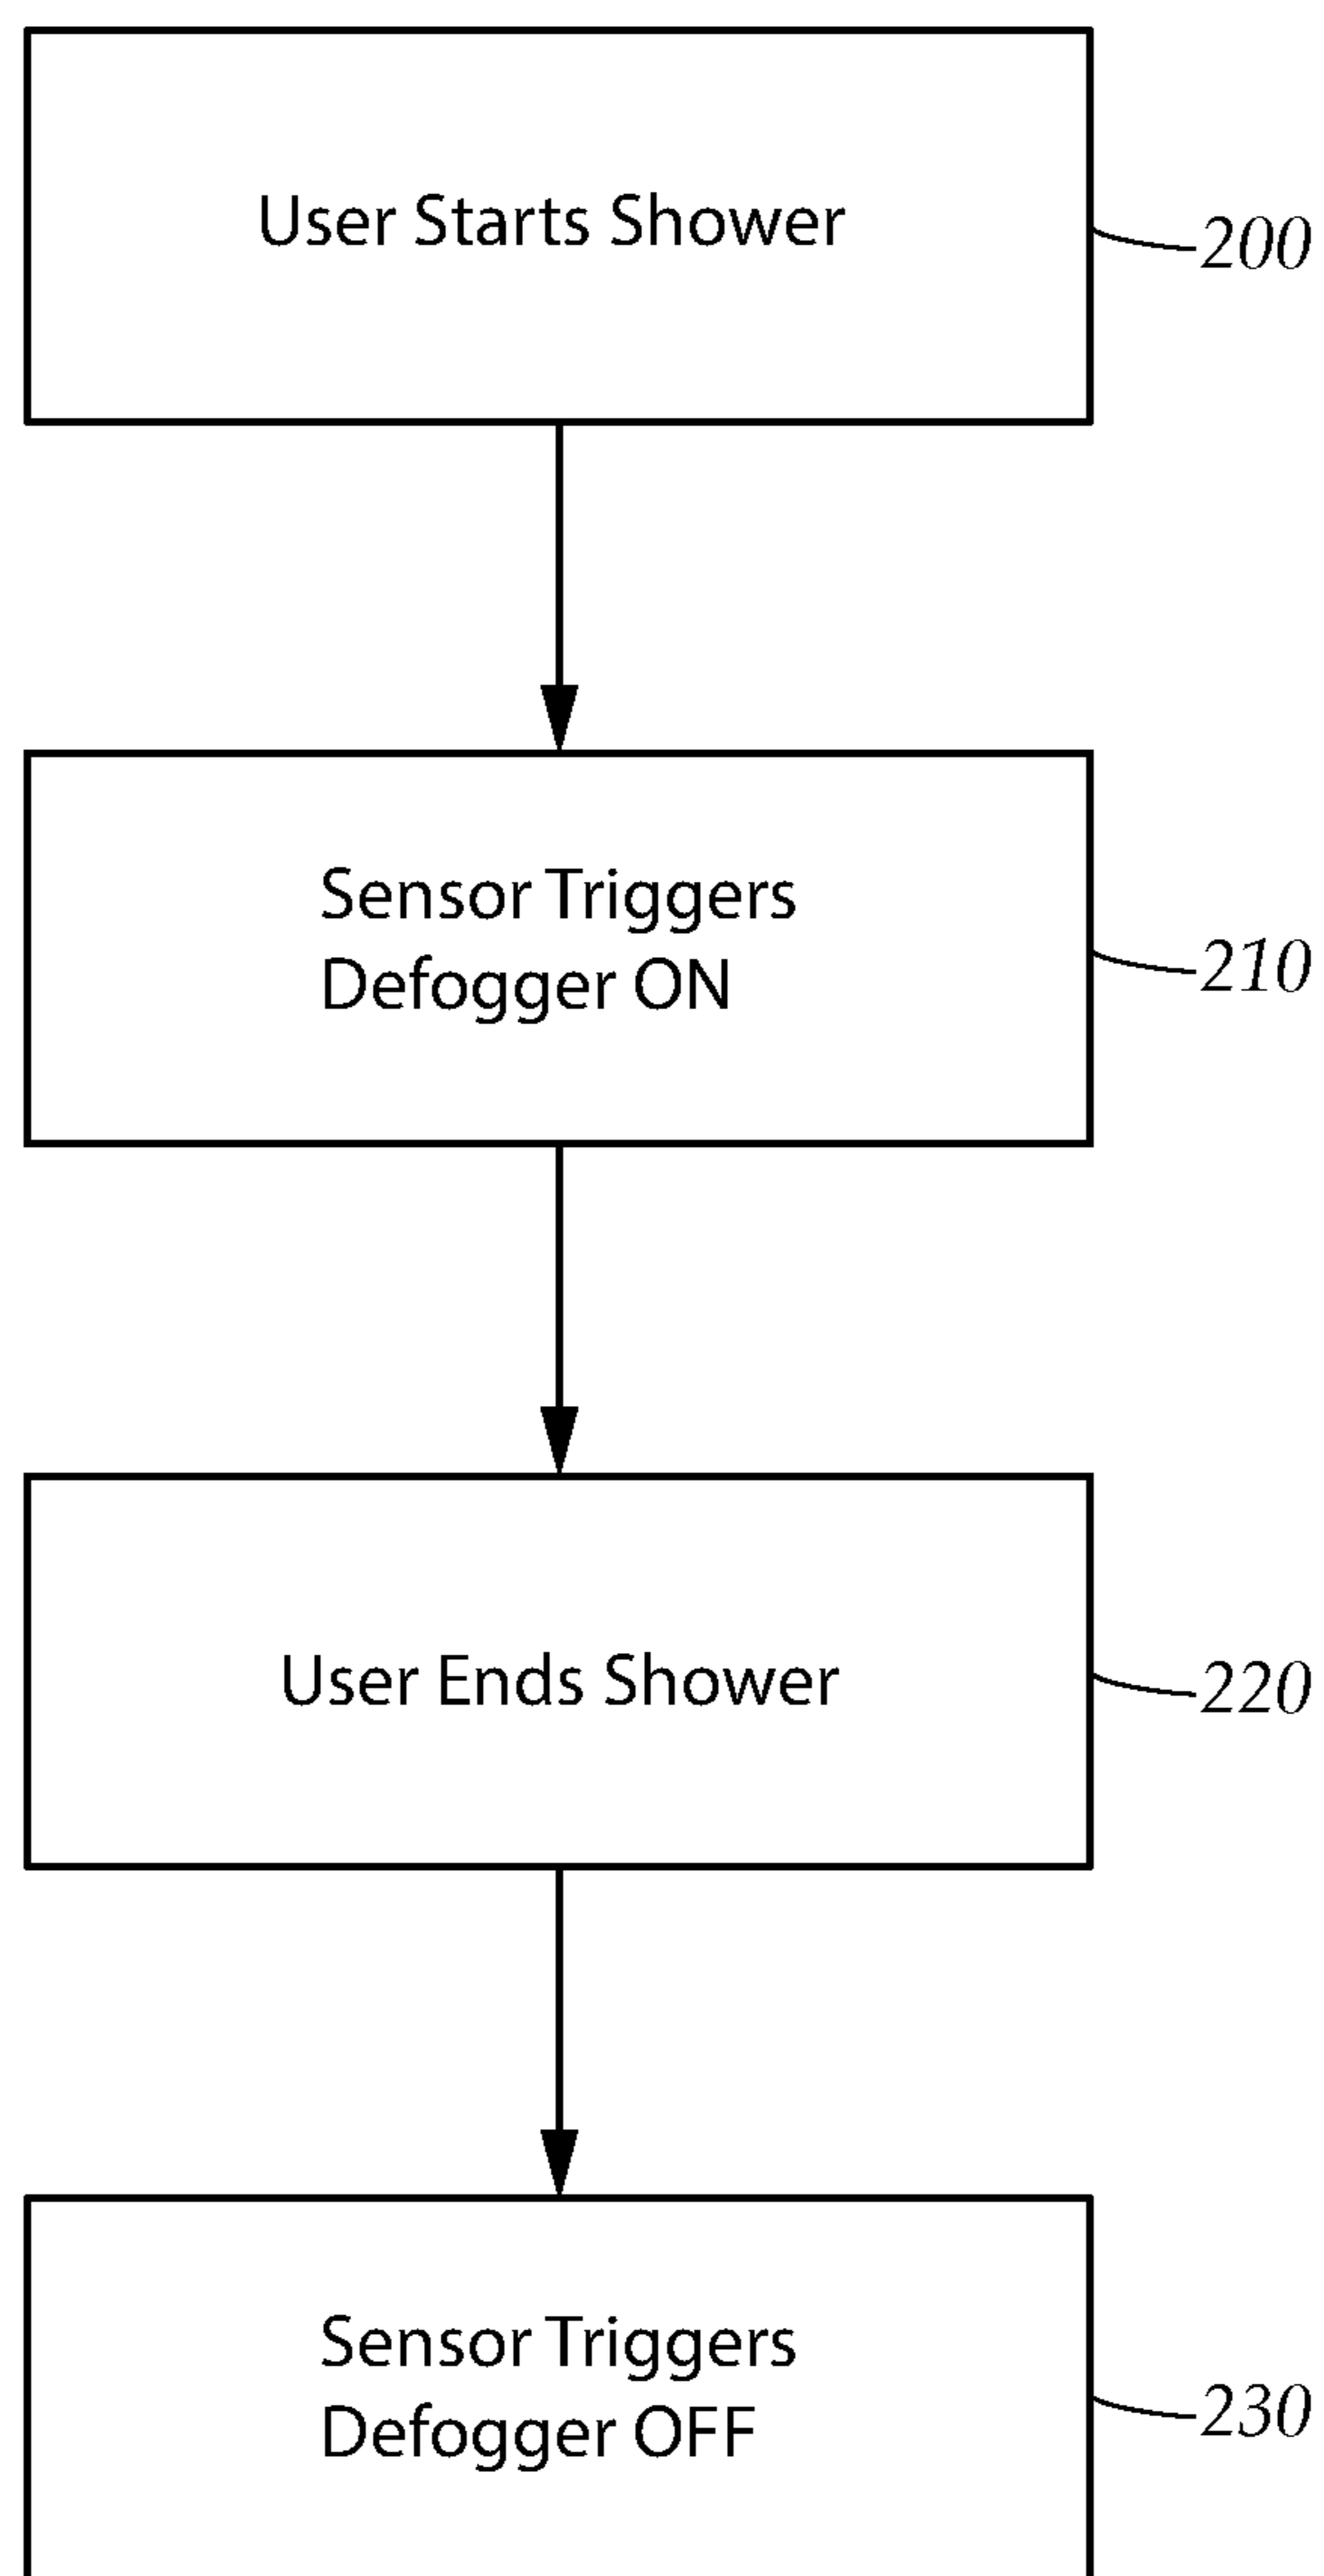 User Starts Shower
200
Sensor Triggers
Defogger ON
210
User Ends Shower
220
Sensor Triggers
Defogger OFF
230